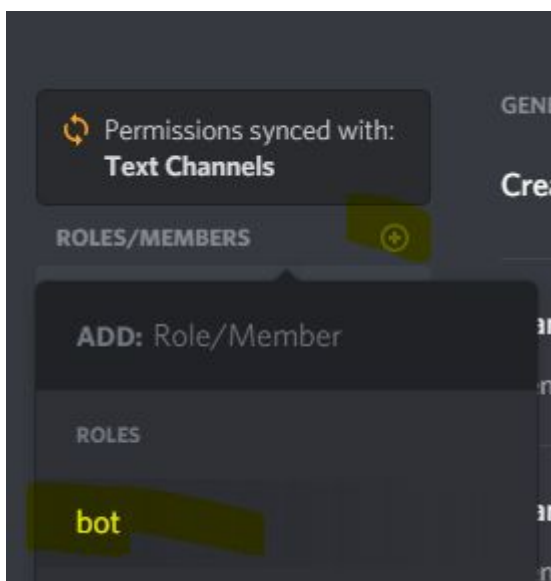 Permissions synced with:
Text Channels
ROLES/MEMBERS
ADD: Role/Member
ROLES
bot